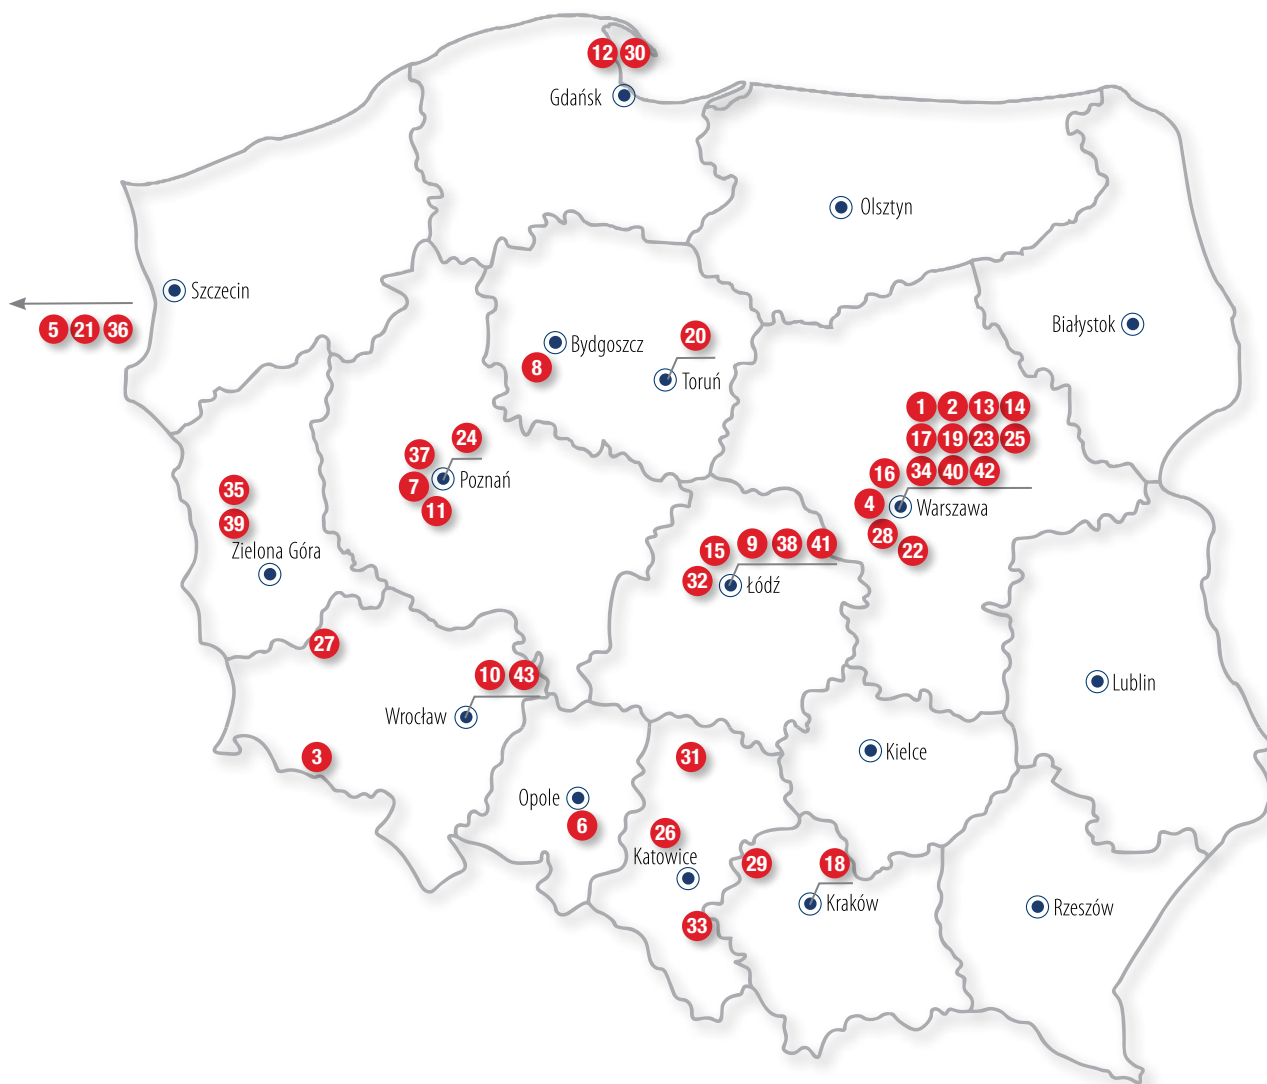 12 30
Gdańsk
Olsztyn
Szczecin
5 21 36
Białystok
20
Bydgoszcz
8
Toruń
1 2 13 14
17 19 23 25
34 40 42
16
4
Warszawa
28
22
24
37
7
Poznań
11
35
39
Zielona Góra
15
9 38 41
32
Łódź
27
10 43
Wrocław
3
Lublin
31
Kielce
Opole
6
26
Katowice
29
18
Kraków
33
Rzeszów